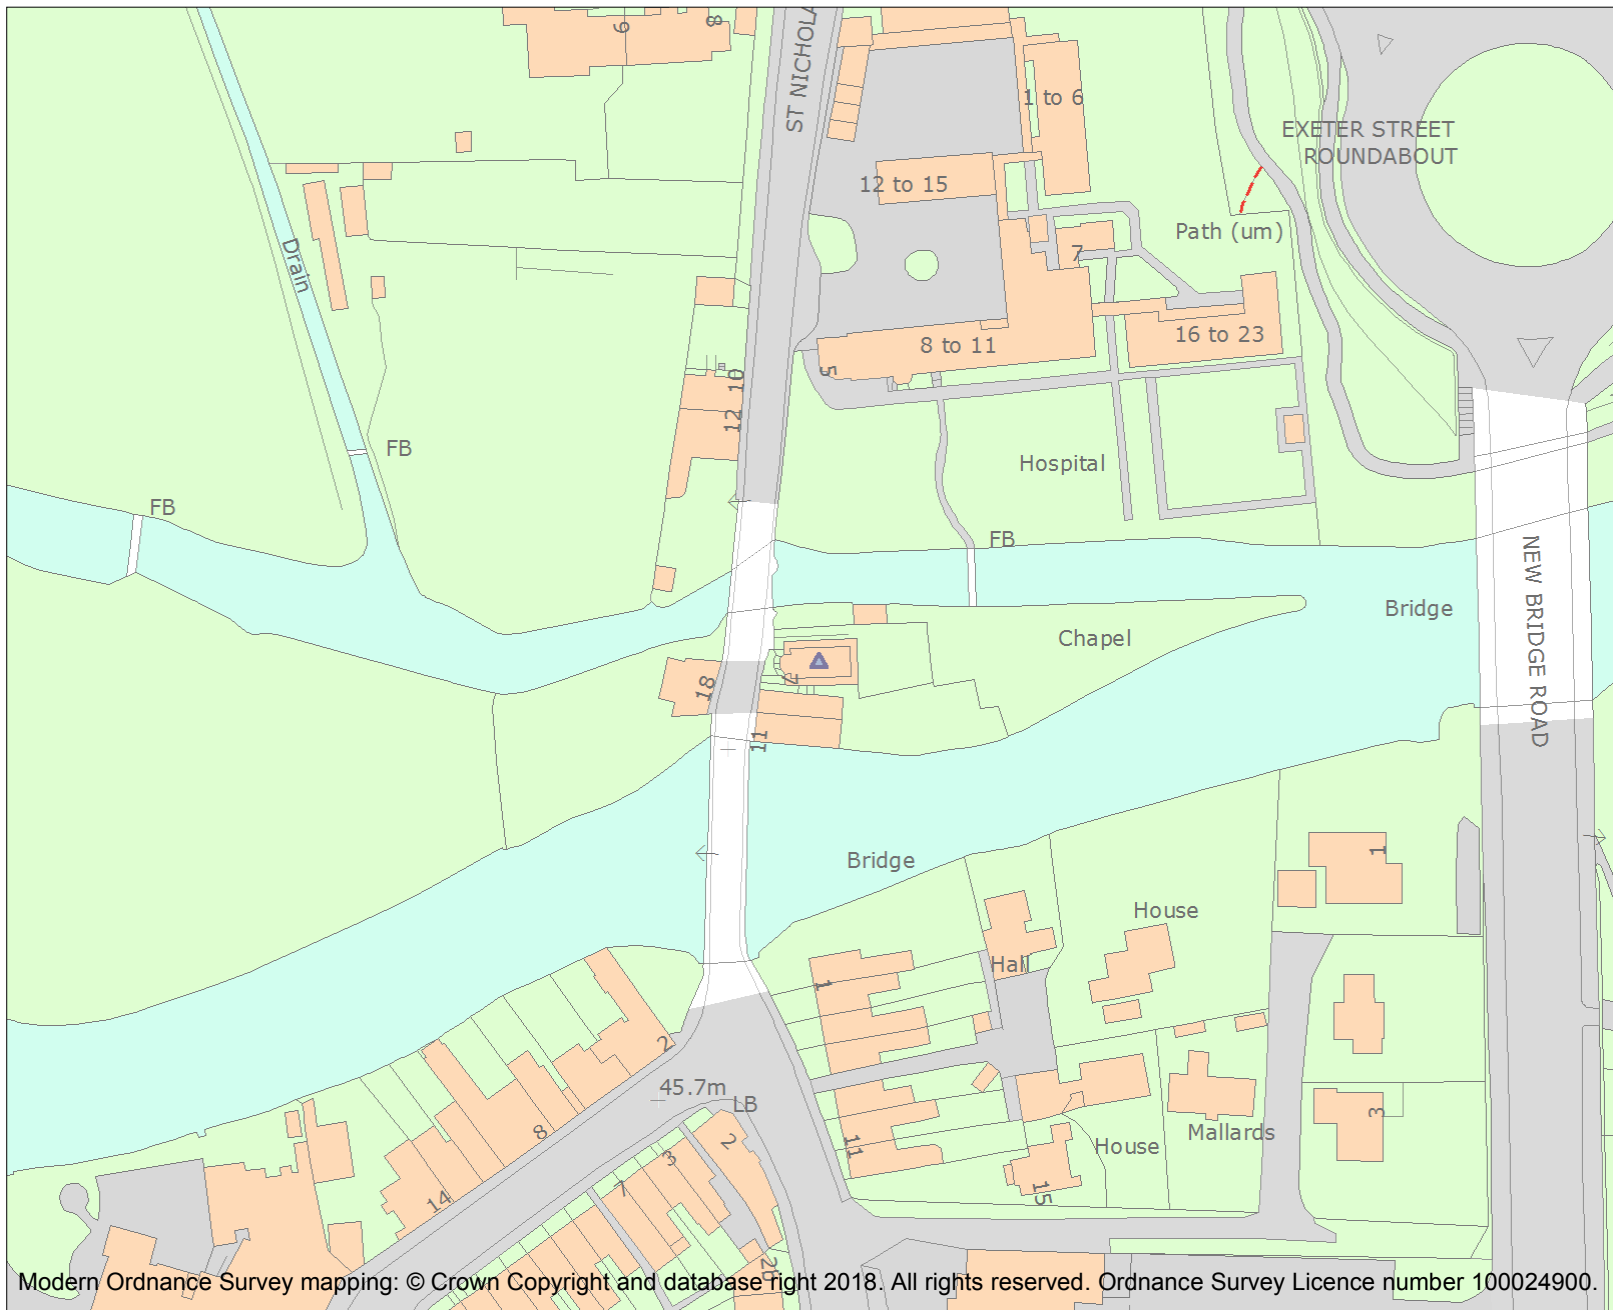 6
8
ST NICHOLA
1 to 6
EXETER STREET
ROUNDABOUT
12 to 15
Path (um)
7
Drain
16 to 23
8 to 11
5
10
12
FB
Hospital
FB
FB
NEW BRIDGE ROAD
Bridge
Chapel
18
11
Bridge
1
House
Hall
1
2
45.7m
LB
3
8
2
Mallards
House
11
3
7
15
14
2b
Modern Ordnance Survey mapping: © Crown Copyright and database right 2018. All rights reserved. Ordnance Survey Licence number 100024900.